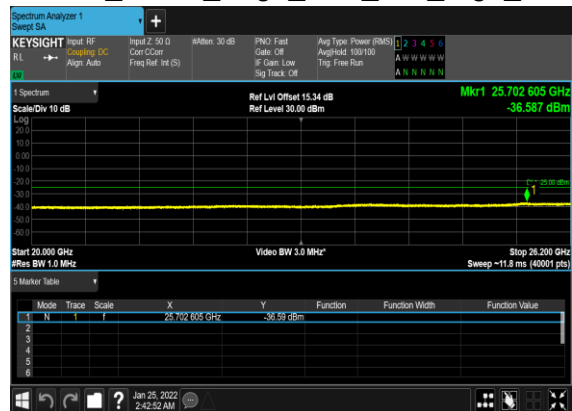 Spectrum Analyzer 1
Swept SA
+
KEYSIGHT Input: RF Input Z: 50 Ω #Atten: 30 dB PNO: Fast Avg Type: Power (RMS) 1 2 3 4 5 6
RL Coupling: DC Corr CCorr Gate: Off Avg|Hold: 100/100 A W W W W W
Align: Auto Freq Ref: Int (S) IF Gain: Low Trig: Free Run
Sig Track: Off A N N N N N
LW
1 Spectrum Ref Lvl Offset 15.34 dB Mkr1 25.702 605 GHz
Scale/Div 10 dB Ref Level 30.00 dBm -36.587 dBm
Log
20.0
10.0
0.00
-10.0
-20.0
-30.0 1
-40.0
-50.0
-60.0
Start 20.000 GHz Video BW 3.0 MHz* Stop 26.200 GHz
#Res BW 1.0 MHz Sweep ~11.8 ms (40001 pts)
5 Marker Table
Mode Trace Scale X Y Function Function Width Function Value
1 N 1 f 25.702 605 GHz -36.59 dBm
2
3
4
5
6
? Jan 25, 2022
2:42:52 AM